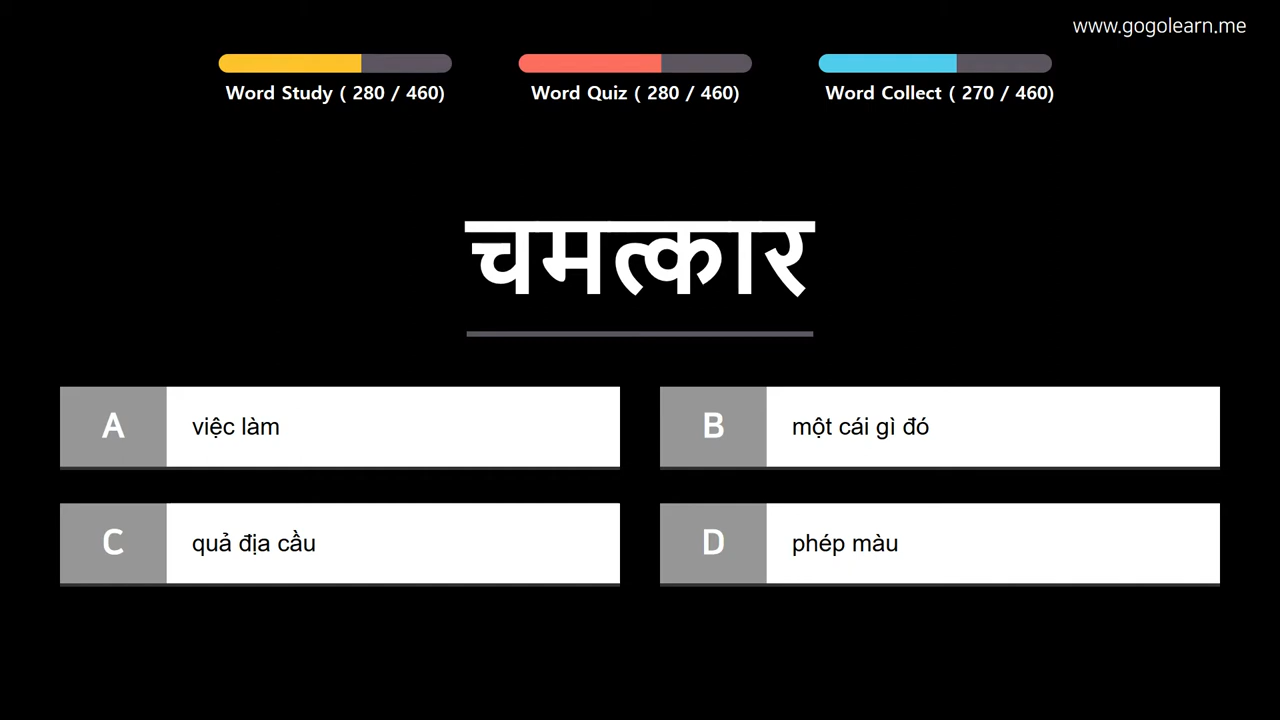 www.gogolearn.me
Word Study ( 280 / 460)
Word Quiz ( 280 / 460)
Word Collect ( 270 / 460)
चमत्कार
A việc làm
B một cái gì đó
C quả địa cầu
D phép màu